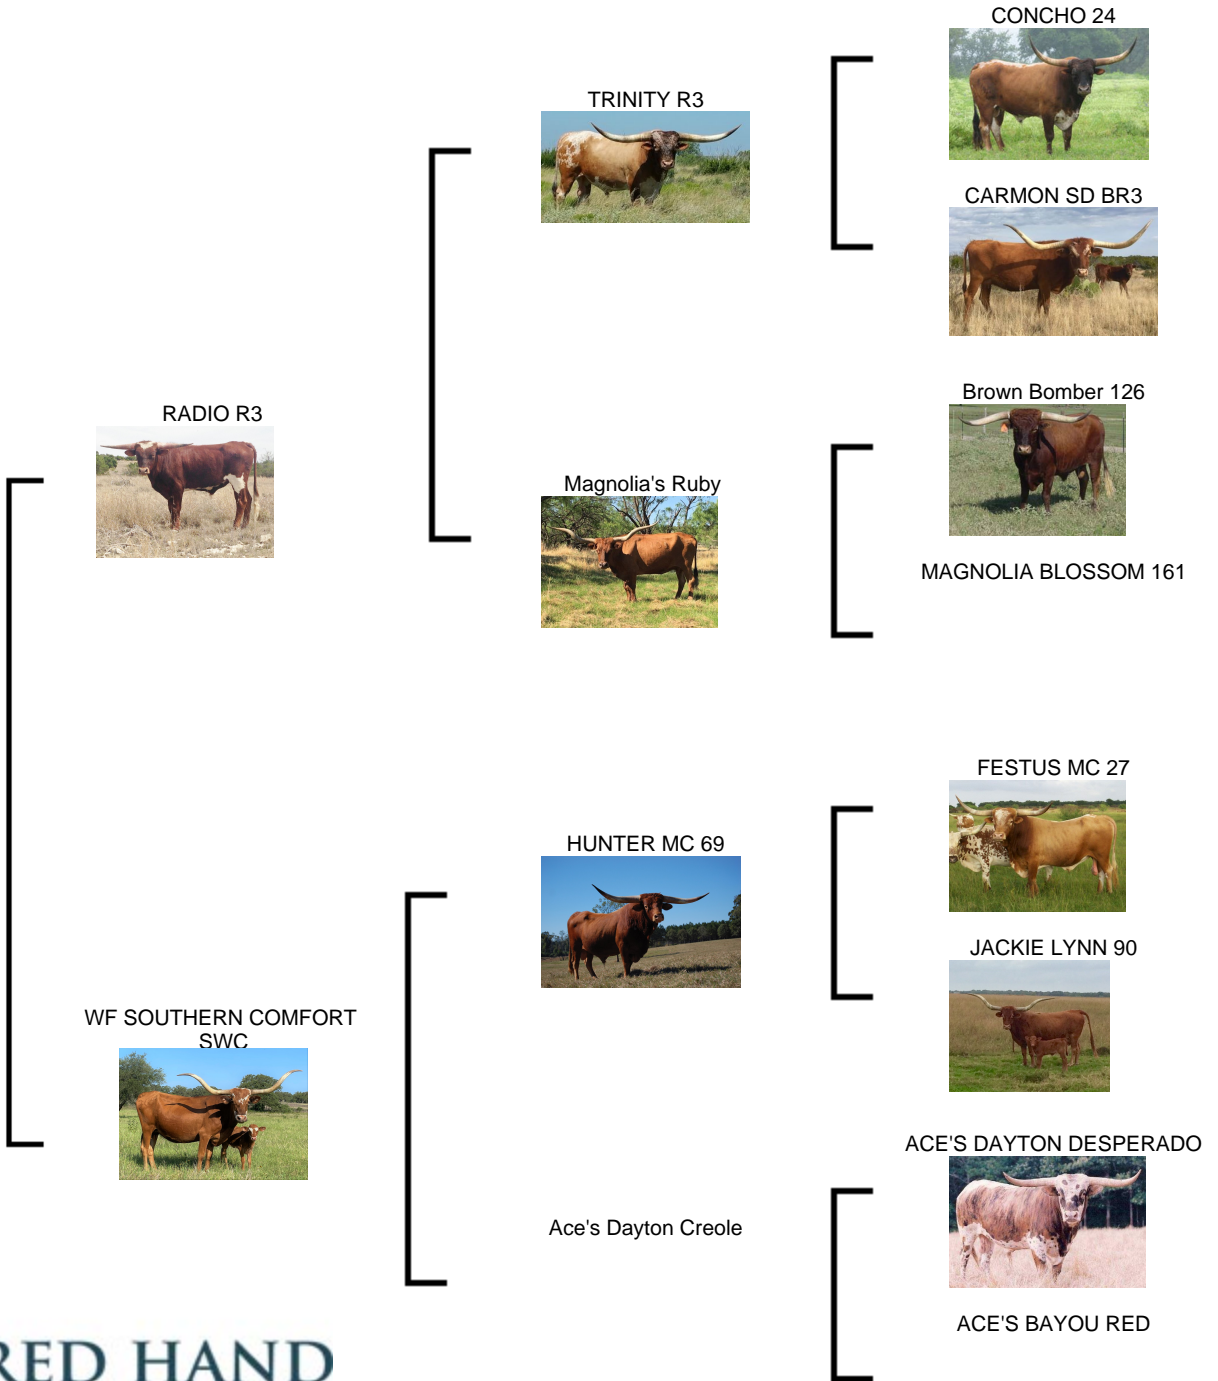 CONCHO 24
TRINITY R3
CARMON SD BR3
RADIO R3
Brown Bomber 126
Magnolia's Ruby
MAGNOLIA BLOSSOM 161
FESTUS MC 27
HUNTER MC 69
JACKIE LYNN 90
WF SOUTHERN COMFORT
SWC
ACE'S DAYTON DESPERADO
Ace's Dayton Creole
ACE'S BAYOU RED
RED HAND